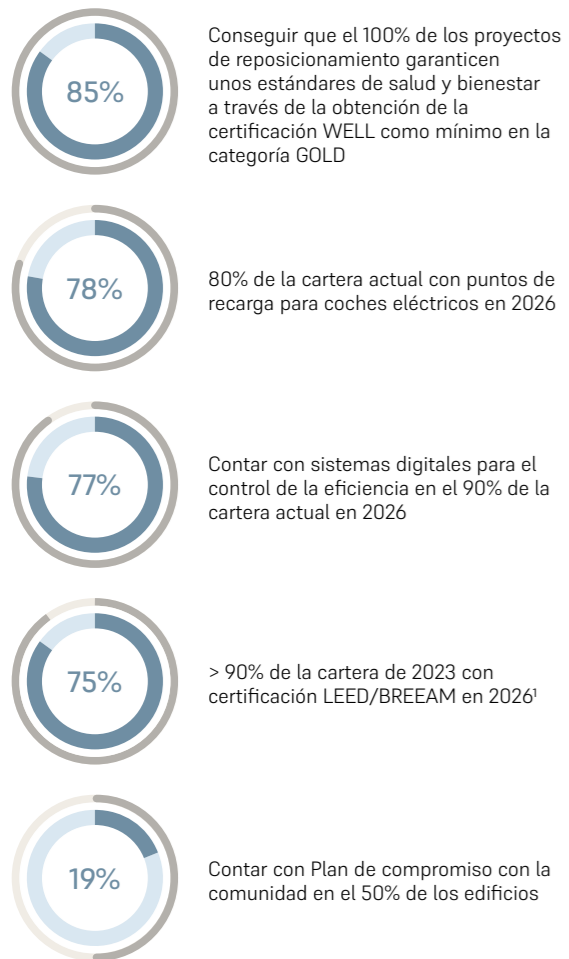 85%
Conseguir que el 100% de los proyectos
de reposicionamiento garanticen
unos estándares de salud y bienestar
a través de la obtención de la
certificación WELL como mínimo en la
categoría GOLD
78%
80% de la cartera actual con puntos de
recarga para coches eléctricos en 2026
77%
Contar con sistemas digitales para el
control de la eficiencia en el 90% de la
cartera actual en 2026
75%
> 90% de la cartera de 2023 con
certificación LEED/BREEAM en 2026¹
19%
Contar con Plan de compromiso con la
comunidad en el 50% de los edificios